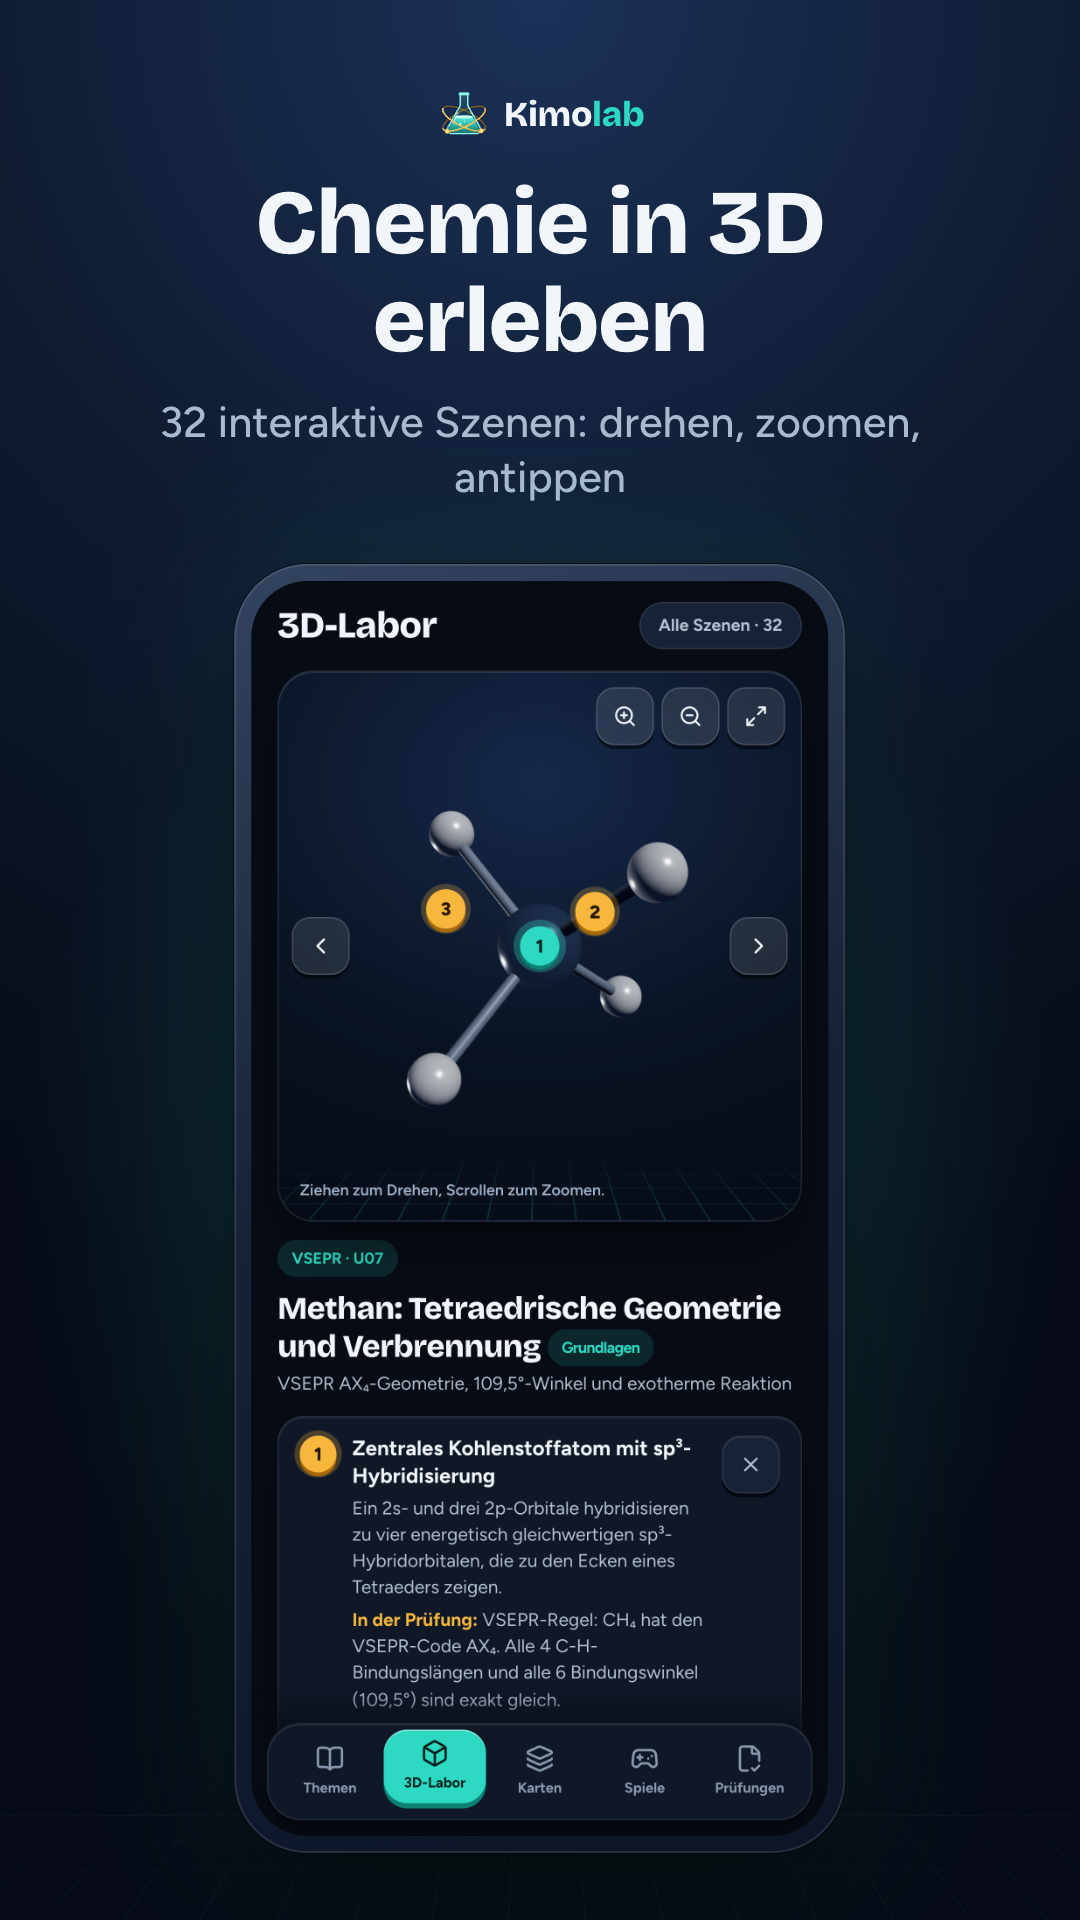 Kimolab
Chemie in 3D
erleben
32 interaktive Szenen: drehen, zoomen,
antippen
3D-Labor
Alle Szenen · 32
3
2
1
Ziehen zum Drehen, Scrollen zum Zoomen.
VSEPR · U07
Methan: Tetraedrische Geometrie
und Verbrennung Grundlagen
VSEPR AX₄-Geometrie, 109,5°-Winkel und exotherme Reaktion
1
Zentrales Kohlenstoffatom mit sp³-
Hybridisierung
Ein 2s- und drei 2p-Orbitale hybridisieren
zu vier energetisch gleichwertigen sp³-
Hybridorbitalen, die zu den Ecken eines
Tetraeders zeigen.
In der Prüfung: VSEPR-Regel: CH₄ hat den
VSEPR-Code AX₄. Alle 4 C-H-
Bindungslängen und alle 6 Bindungswinkel
(109,5°) sind exakt gleich.
Themen
3D-Labor
Karten
Spiele
Prüfungen